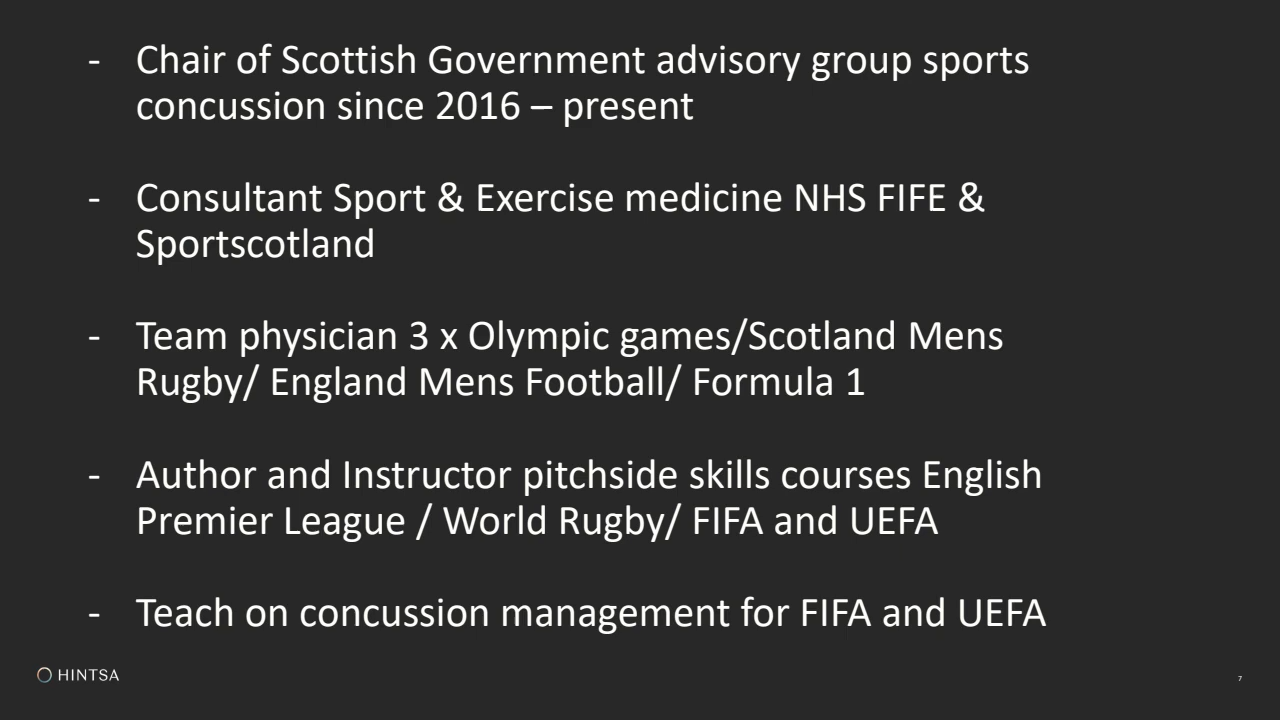 - Chair of Scottish Government advisory group sports
concussion since 2016 – present
- Consultant Sport & Exercise medicine NHS FIFE &
Sportscotland
- Team physician 3 x Olympic games/Scotland Mens
Rugby/ England Mens Football/ Formula 1
- Author and Instructor pitchside skills courses English
Premier League / World Rugby/ FIFA and UEFA
- Teach on concussion management for FIFA and UEFA
HINTSA
7